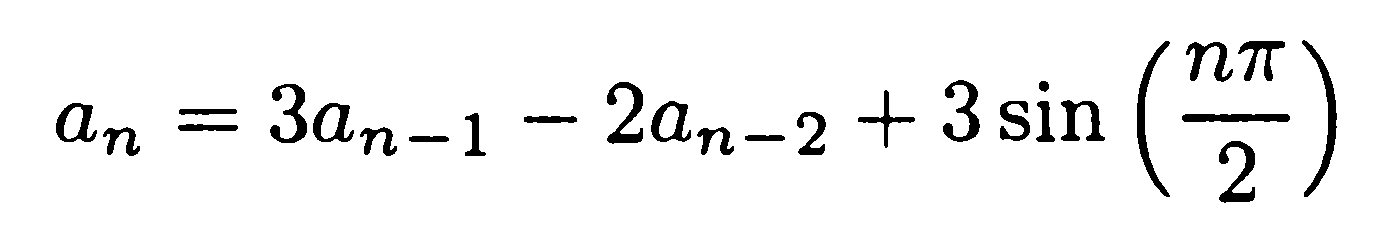 $a_n = 3a_{n-1} - 2a_{n-2} + 3\sin\left(\frac{n\pi}{2}\right)$